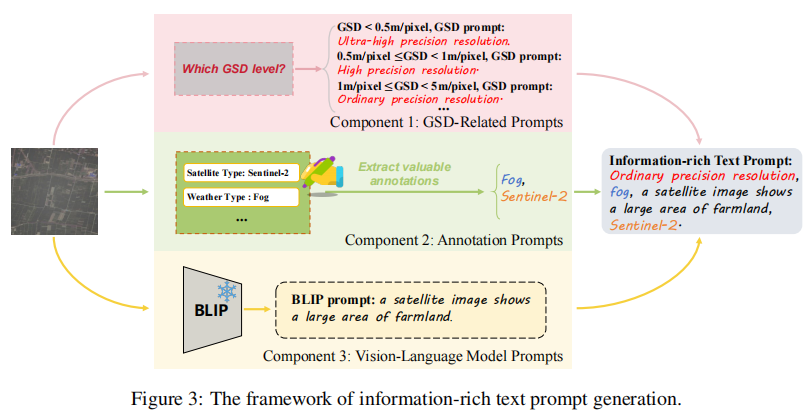 Which GSD level?
GSD < 0.5m/pixel, GSD prompt:
Ultra-high precision resolution.
0.5m/pixel ≤GSD < 1m/pixel, GSD prompt:
High precision resolution.
1m/pixel ≤GSD < 5m/pixel, GSD prompt:
Ordinary precision resolution.
...
Component 1: GSD-Related Prompts
Satellite Type: Sentinel-2
Weather Type : Fog
...
Extract valuable
annotations
Fog,
Sentinel-2
Component 2: Annotation Prompts
BLIP
BLIP prompt: a satellite image shows
a large area of farmland.
Component 3: Vision-Language Model Prompts
Information-rich Text Prompt:
Ordinary precision resolution,
fog, a satellite image shows
a large area of farmland,
Sentinel-2.
Figure 3: The framework of information-rich text prompt generation.